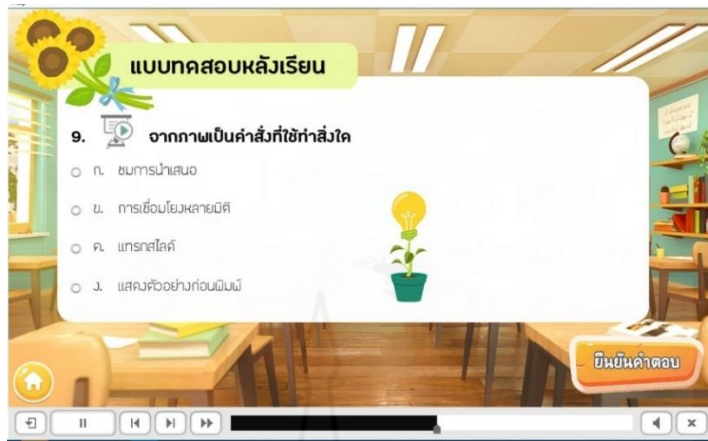 แบบทดสอบหลังเรียน
9. จากภาพเป็นคำสั่งที่ใช้ทำสิ่งใด
ก. ชมการนำเสนอ
ข. การเชื่อมโยงหลายมิติ
ค. แทรกสไลด์
ง. แสดงตัวอย่างก่อนพิมพ์
ยืนยันคำตอบ